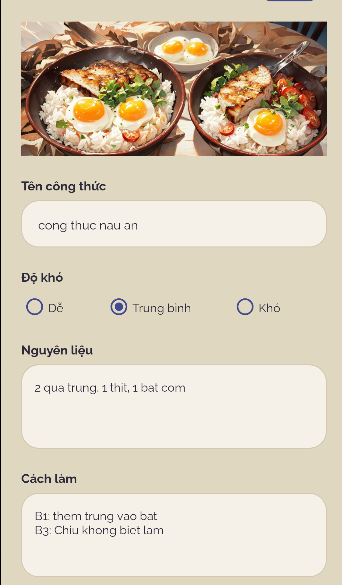 Tên công thức
cong thuc nau an
Độ khó
Dễ Trung bình Khó
Nguyên liệu
2 qua trung, 1 thit, 1 bat com
Cách làm
B1: them trung vao bat
B3: Chiu khong biet lam